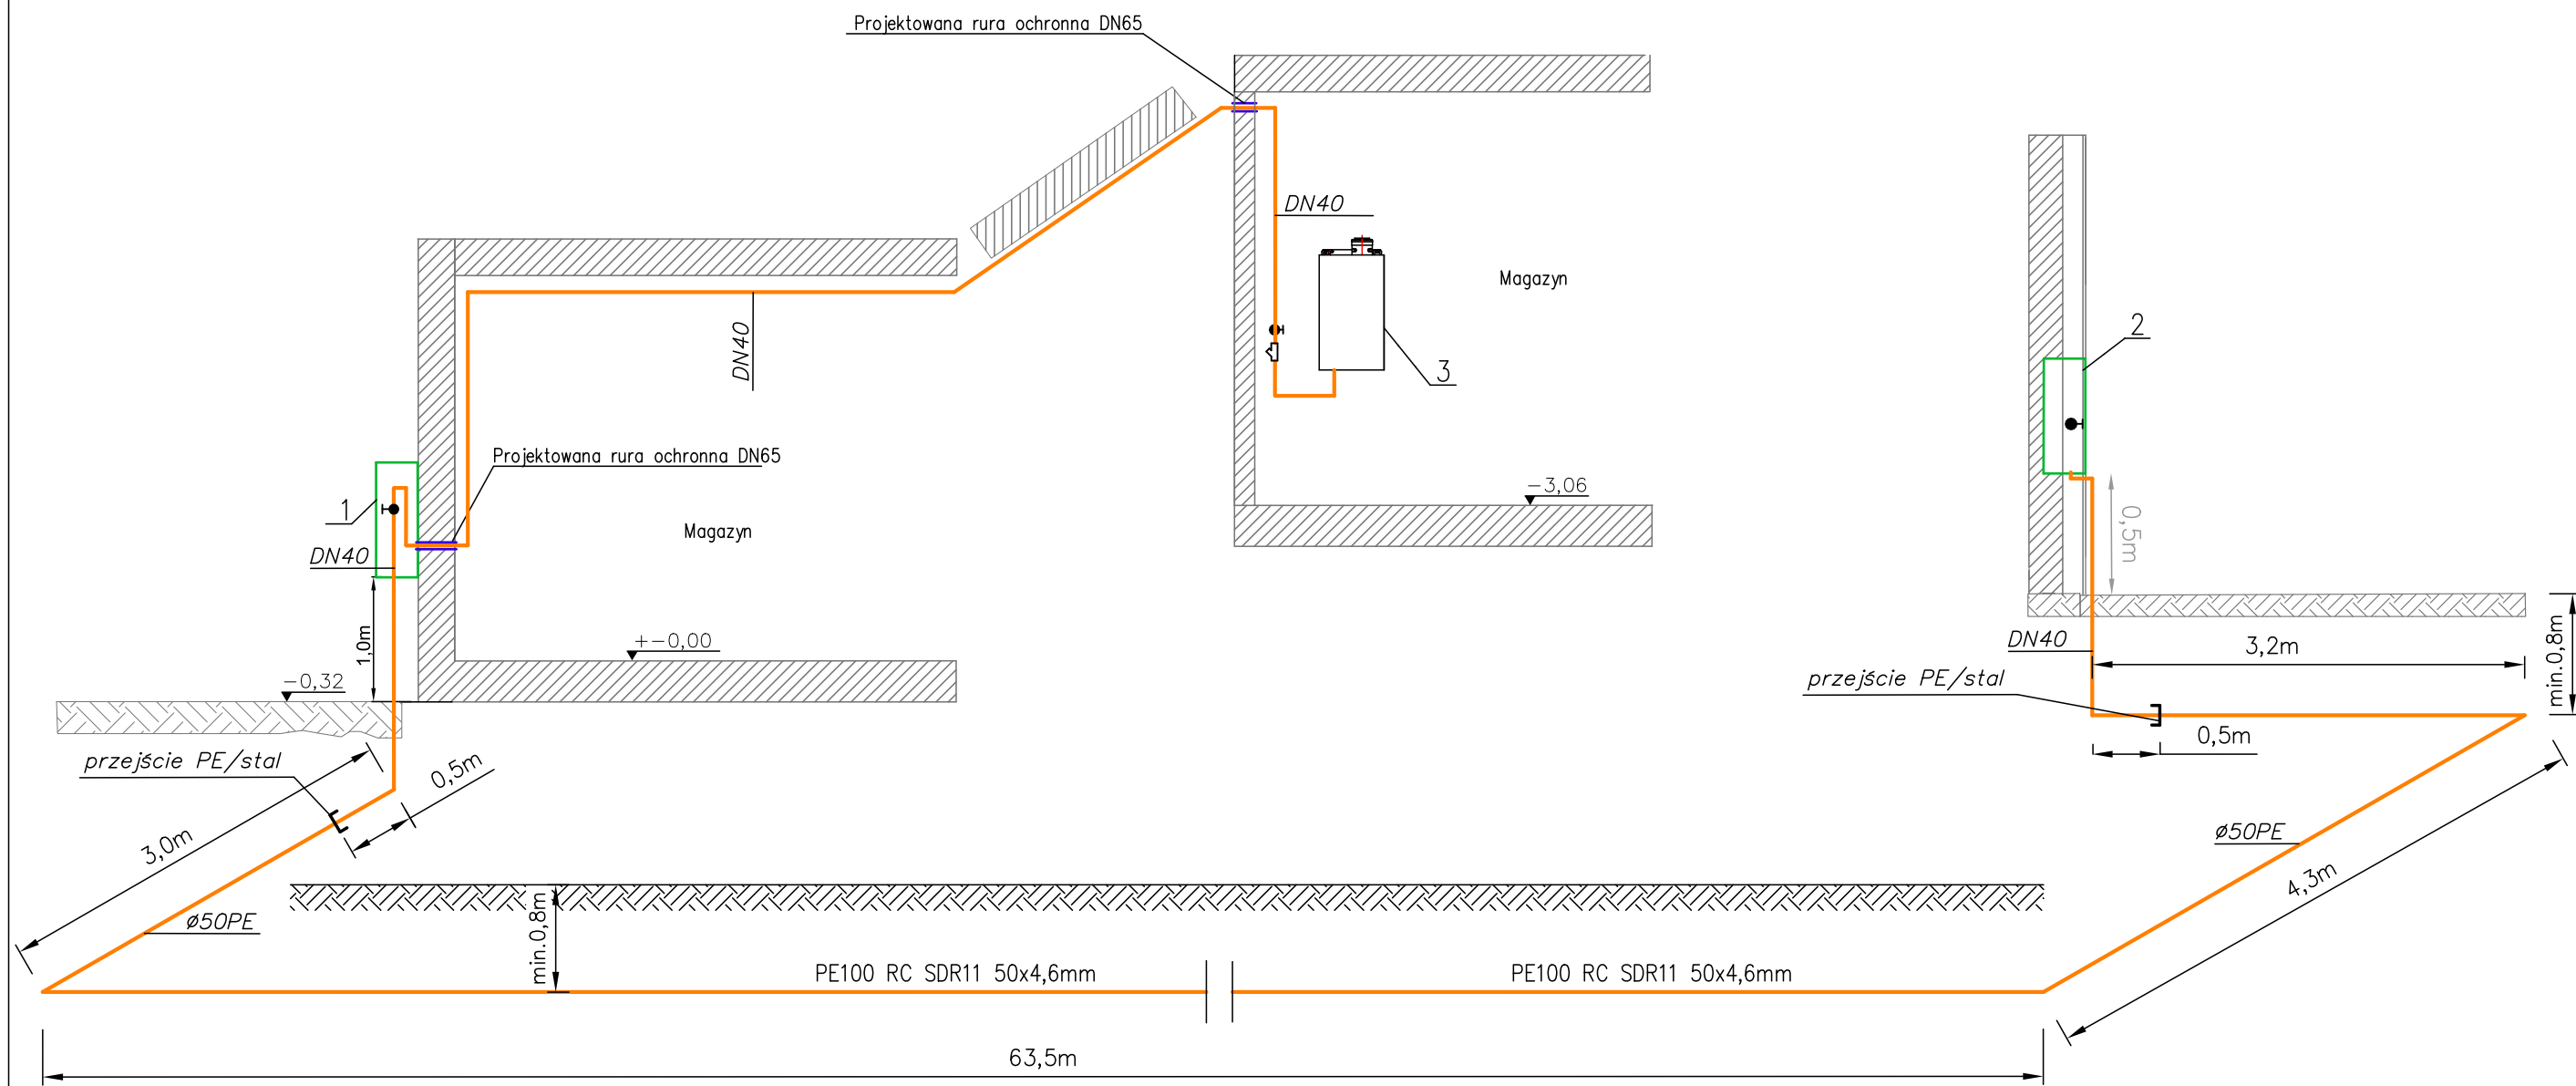 Projektowana rura ochronna DN65
DN40
Magazyn
3
2
DN40
Projektowana rura ochronna DN65
1
DN40
Magazyn
-3,06
0,5m
1,0m
+-0,00
-0,32
DN40
3,2m
min.0,8m
przejście PE/stal
0,5m
przejście PE/stal
0,5m
3,0m
ø50PE
ø50PE
4,3m
min.0,8m
PE100 RC SDR11 50x4,6mm
PE100 RC SDR11 50x4,6mm
63,5m